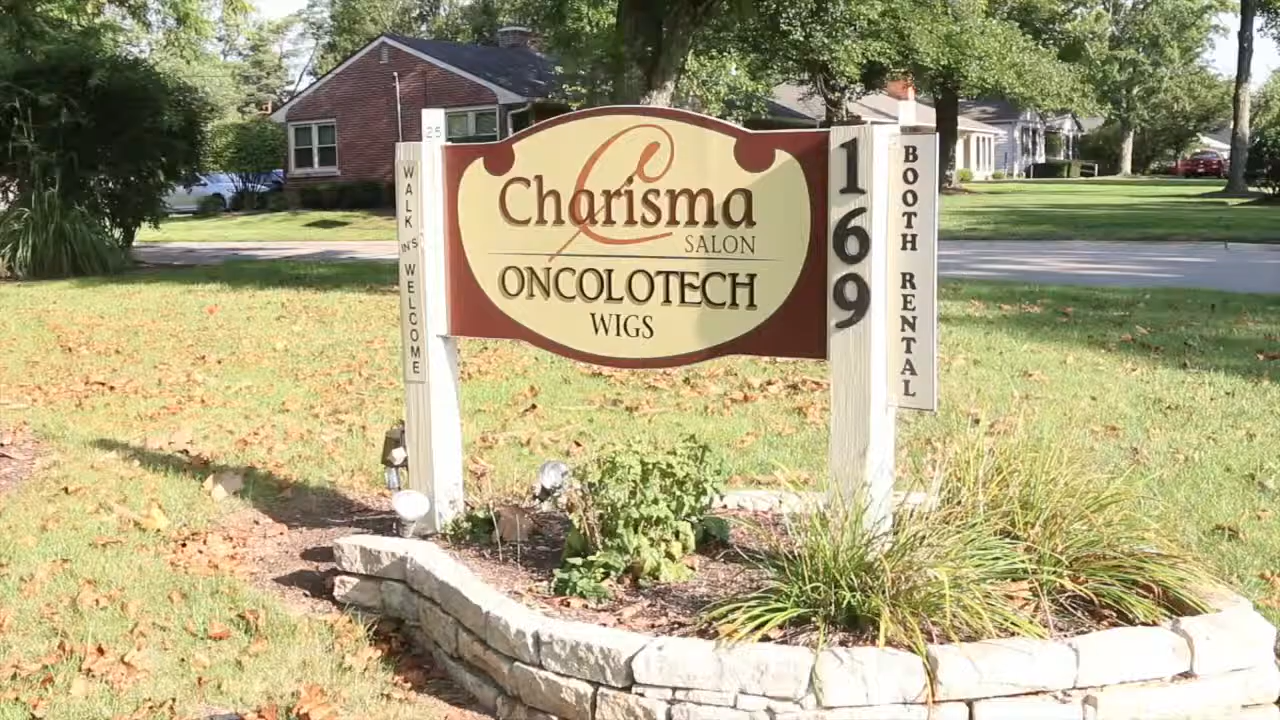 25
WALK IN'S WELCOME
Charisma
SALON
ONCOLOTECH
WIGS
169
BOOTH RENTAL